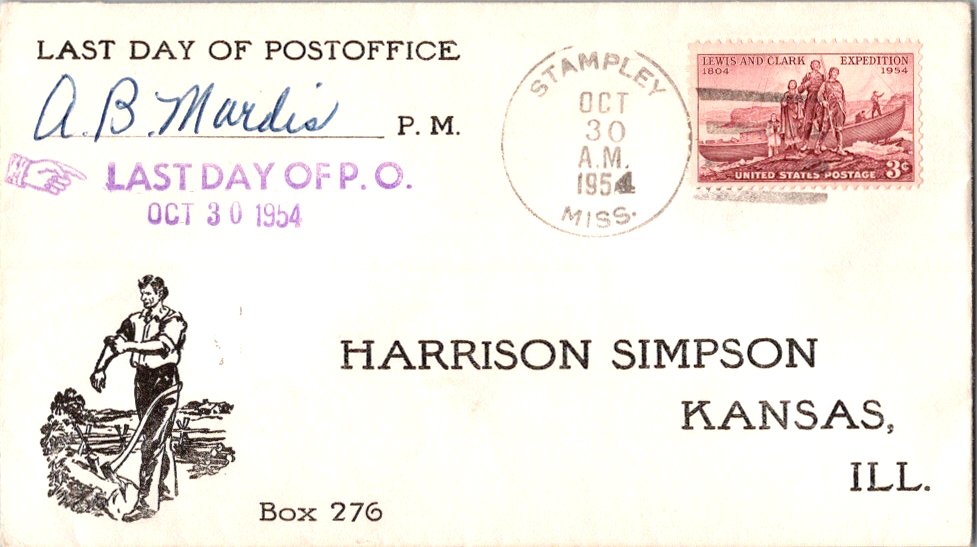 LAST DAY OF POSTOFFICE
A. B. Mardis P. M.
LAST DAY OF P. O.
OCT 30 1954
STAMPLEY
OCT
30
A.M.
1954
MISS.
LEWIS AND CLARK EXPEDITION
1804 1954
UNITED STATES POSTAGE 3¢
HARRISON SIMPSON
KANSAS,
ILL.
Box 276